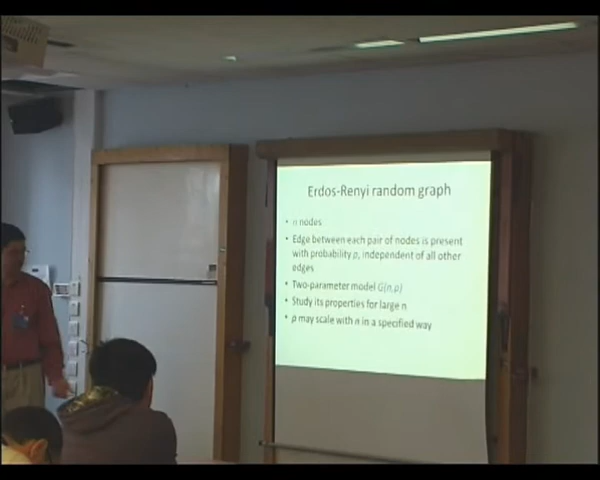 Erdos-Renyi random graph
• n nodes
• Edge between each pair of nodes is present
with probability p, independent of all other
edges
• Two-parameter model G(n,p)
• Study its properties for large n
• p may scale with n in a specified way